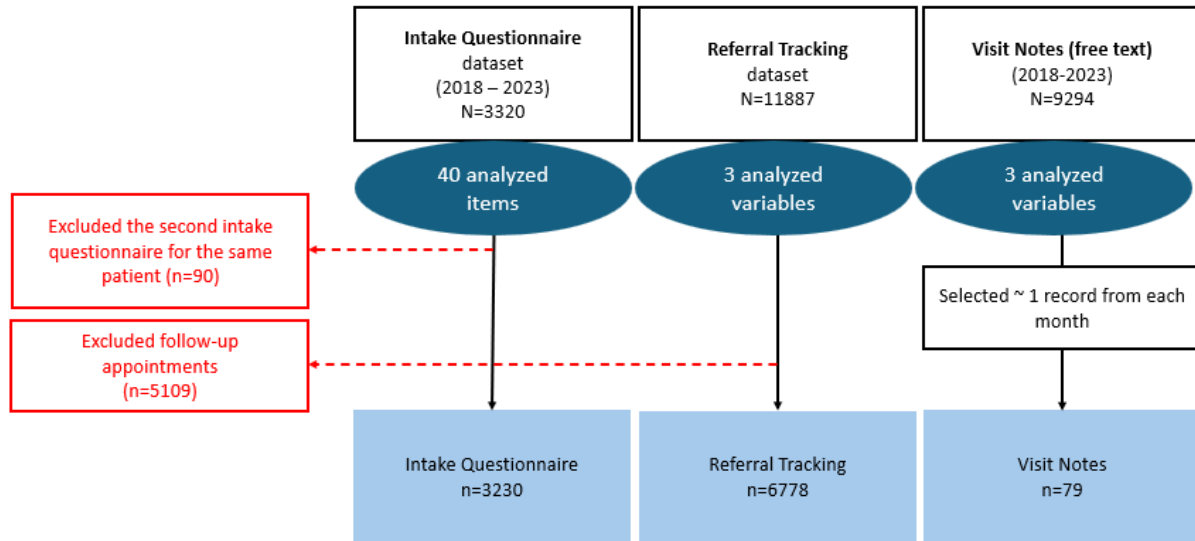 Intake Questionnaire
dataset
(2018 – 2023)
N=3320
Referral Tracking
dataset
N=11887
Visit Notes (free text)
(2018-2023)
N=9294
40 analyzed
items
3 analyzed
variables
3 analyzed
variables
Excluded the second intake
questionnaire for the same
patient (n=90)
Selected ~ 1 record from each
month
Excluded follow-up
appointments
(n=5109)
Intake Questionnaire
n=3230
Referral Tracking
n=6778
Visit Notes
n=79